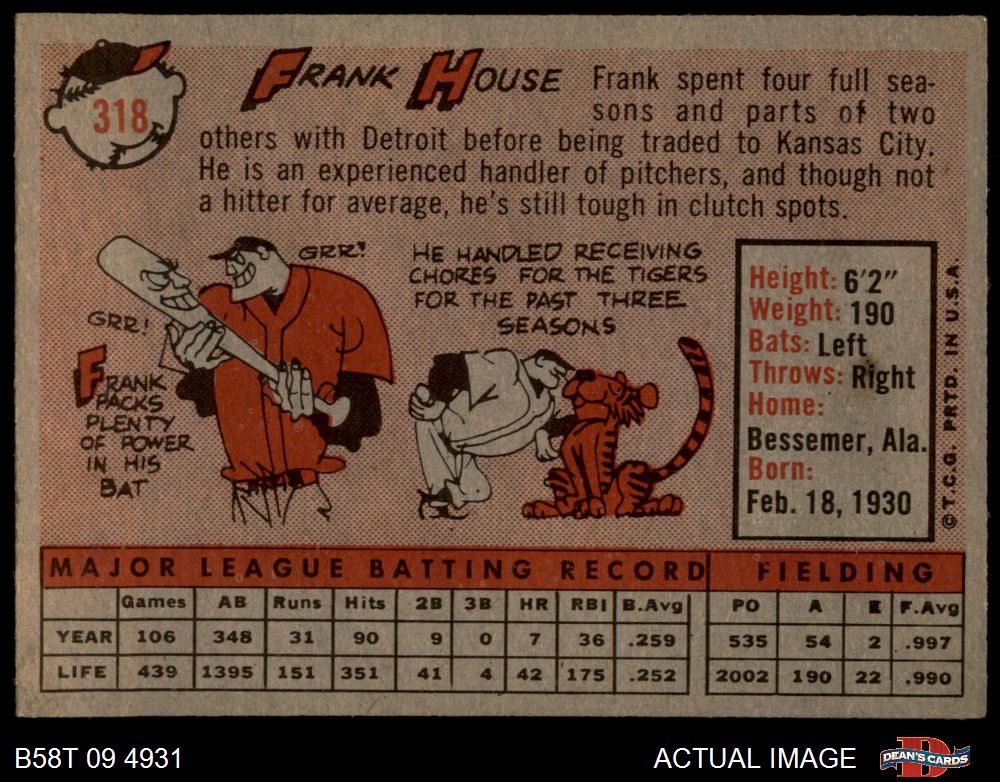 318
FRANK HOUSE
Frank spent four full sea-
sons and parts of two
others with Detroit before being traded to Kansas City.
He is an experienced handler of pitchers, and though not
a hitter for average, he's still tough in clutch spots.
GRR!
GRR!
FRANK
PACKS
PLENTY
OF POWER
IN HIS
BAT
HE HANDLED RECEIVING
CHORES FOR THE TIGERS
FOR THE PAST THREE
SEASONS
Height: 6'2"
Weight: 190
Bats: Left
Throws: Right
Home:
Bessemer, Ala.
Born:
Feb. 18, 1930
© T.C.G. PRTD. IN U.S.A.
MAJOR LEAGUE BATTING RECORD FIELDING
Games AB Runs Hits 2B 3B HR RBI B.Avg PO A E F.Avg
YEAR 106 348 31 90 9 0 7 36 .259 535 54 2 .997
LIFE 439 1395 151 351 41 4 42 175 .252 2002 190 22 .990
B58T 09 4931
ACTUAL IMAGE
DEAN'S CARDS